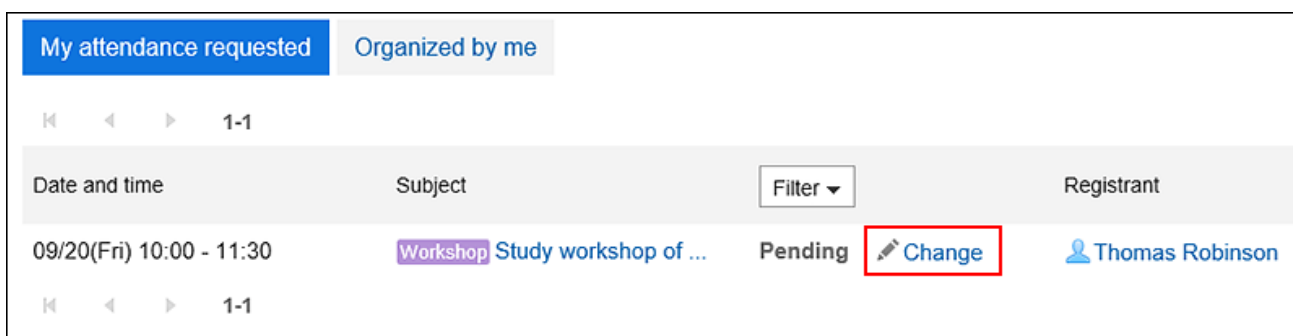 My attendance requested Organized by me
1-1
Date and time Subject Filter Registrant
09/20(Fri) 10:00 - 11:30 Workshop Study workshop of ... Pending Change Thomas Robinson
1-1